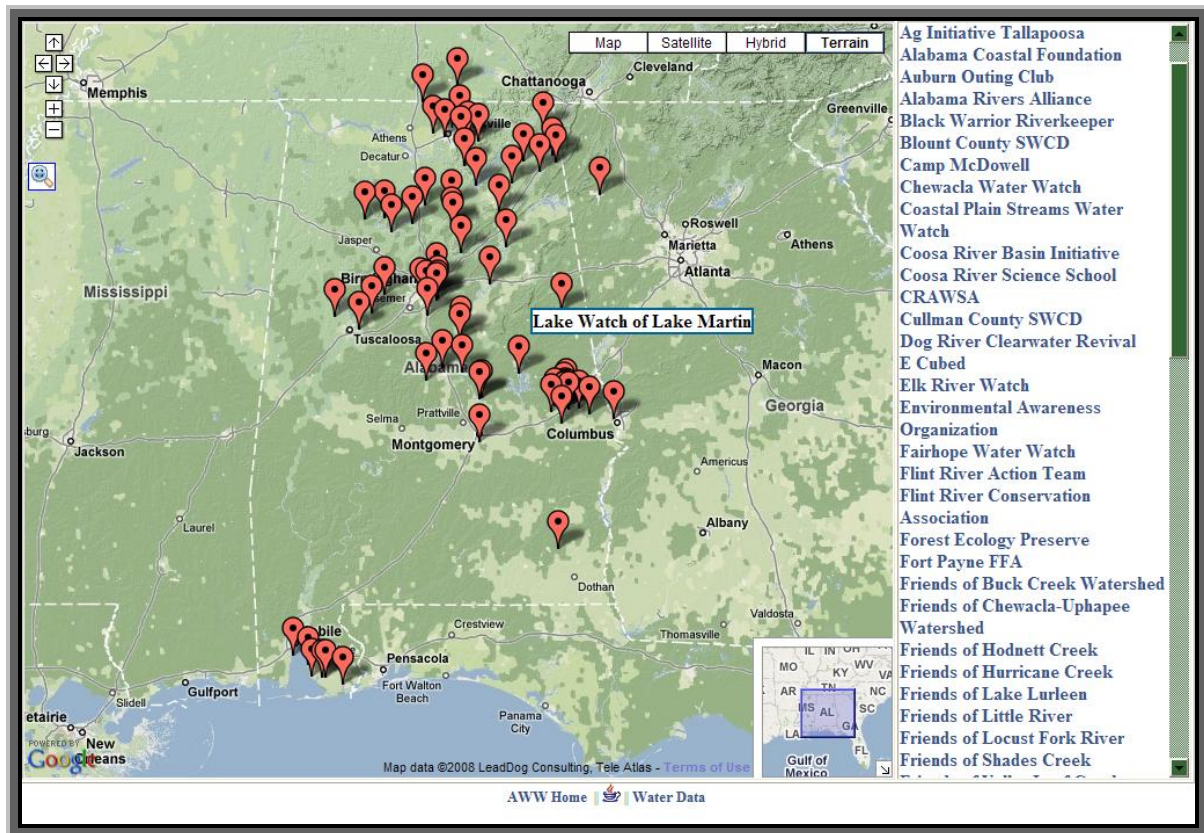 Map
Satellite
Hybrid
Terrain
Memphis
Chattanooga
Cleveland
Greenville
Athens
Decatur
Roswell
Marietta
Athens
Atlanta
Jasper
Mississippi
Tuscaloosa
Lake Watch of Lake Martin
Macon
Georgia
Selma
Prattville
Montgomery
Columbus
Jackson
Americus
Laurel
Albany
Dothan
Valdosta
Thomasville
Crestview
Pensacola
Fort Walton
Beach
Gulfport
Slidell
Panama
City
New
Orleans
POWERED BY
Google
Map data ©2008 LeadDog Consulting, Tele Atlas - Terms of Use
IL IN OH
MO
KY
WV
VA
AR
TN
NC
MS
AL
SC
GA
LA
FL
Gulf of
Mexico
Ag Initiative Tallapoosa
Alabama Coastal Foundation
Auburn Outing Club
Alabama Rivers Alliance
Black Warrior Riverkeeper
Blount County SWCD
Camp McDowell
Chewacla Water Watch
Coastal Plain Streams Water
Watch
Coosa River Basin Initiative
Coosa River Science School
CRAWSA
Cullman County SWCD
Dog River Clearwater Revival
E Cubed
Elk River Watch
Environmental Awareness
Organization
Fairhope Water Watch
Flint River Action Team
Flint River Conservation
Association
Forest Ecology Preserve
Fort Payne FFA
Friends of Buck Creek Watershed
Friends of Chewacla-Uphapee
Watershed
Friends of Hodnett Creek
Friends of Hurricane Creek
Friends of Lake Lurleen
Friends of Little River
Friends of Locust Fork River
Friends of Shades Creek
AWW Home || || Water Data